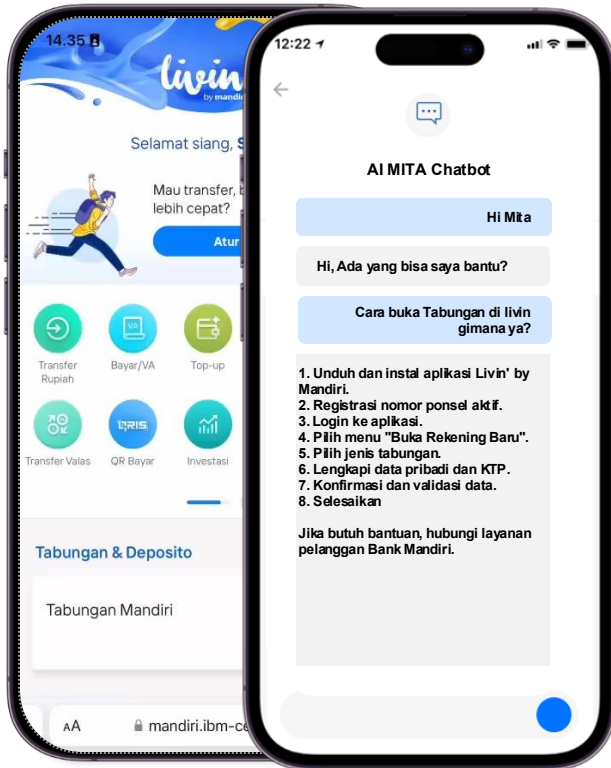 14.35
livin
by mandiri
Selamat siang,
Mau transfer,
lebih cepat?
Atur
Transfer
Rupiah
Bayar/VA
Top-up
VA
QRIS
Transfer Valas
QR Bayar
Investasi
Tabungan & Deposito
Tabungan Mandiri
AA
mandiri.ibm-ce
12:22
AI MITA Chatbot
Hi Mita
Hi, Ada yang bisa saya bantu?
Cara buka Tabungan di livin
gimana ya?
1. Unduh dan instal aplikasi Livin' by
Mandiri.
2. Registrasi nomor ponsel aktif.
3. Login ke aplikasi.
4. Pilih menu "Buka Rekening Baru".
5. Pilih jenis tabungan.
6. Lengkapi data pribadi dan KTP.
7. Konfirmasi dan validasi data.
8. Selesaikan
Jika butuh bantuan, hubungi layanan
pelanggan Bank Mandiri.